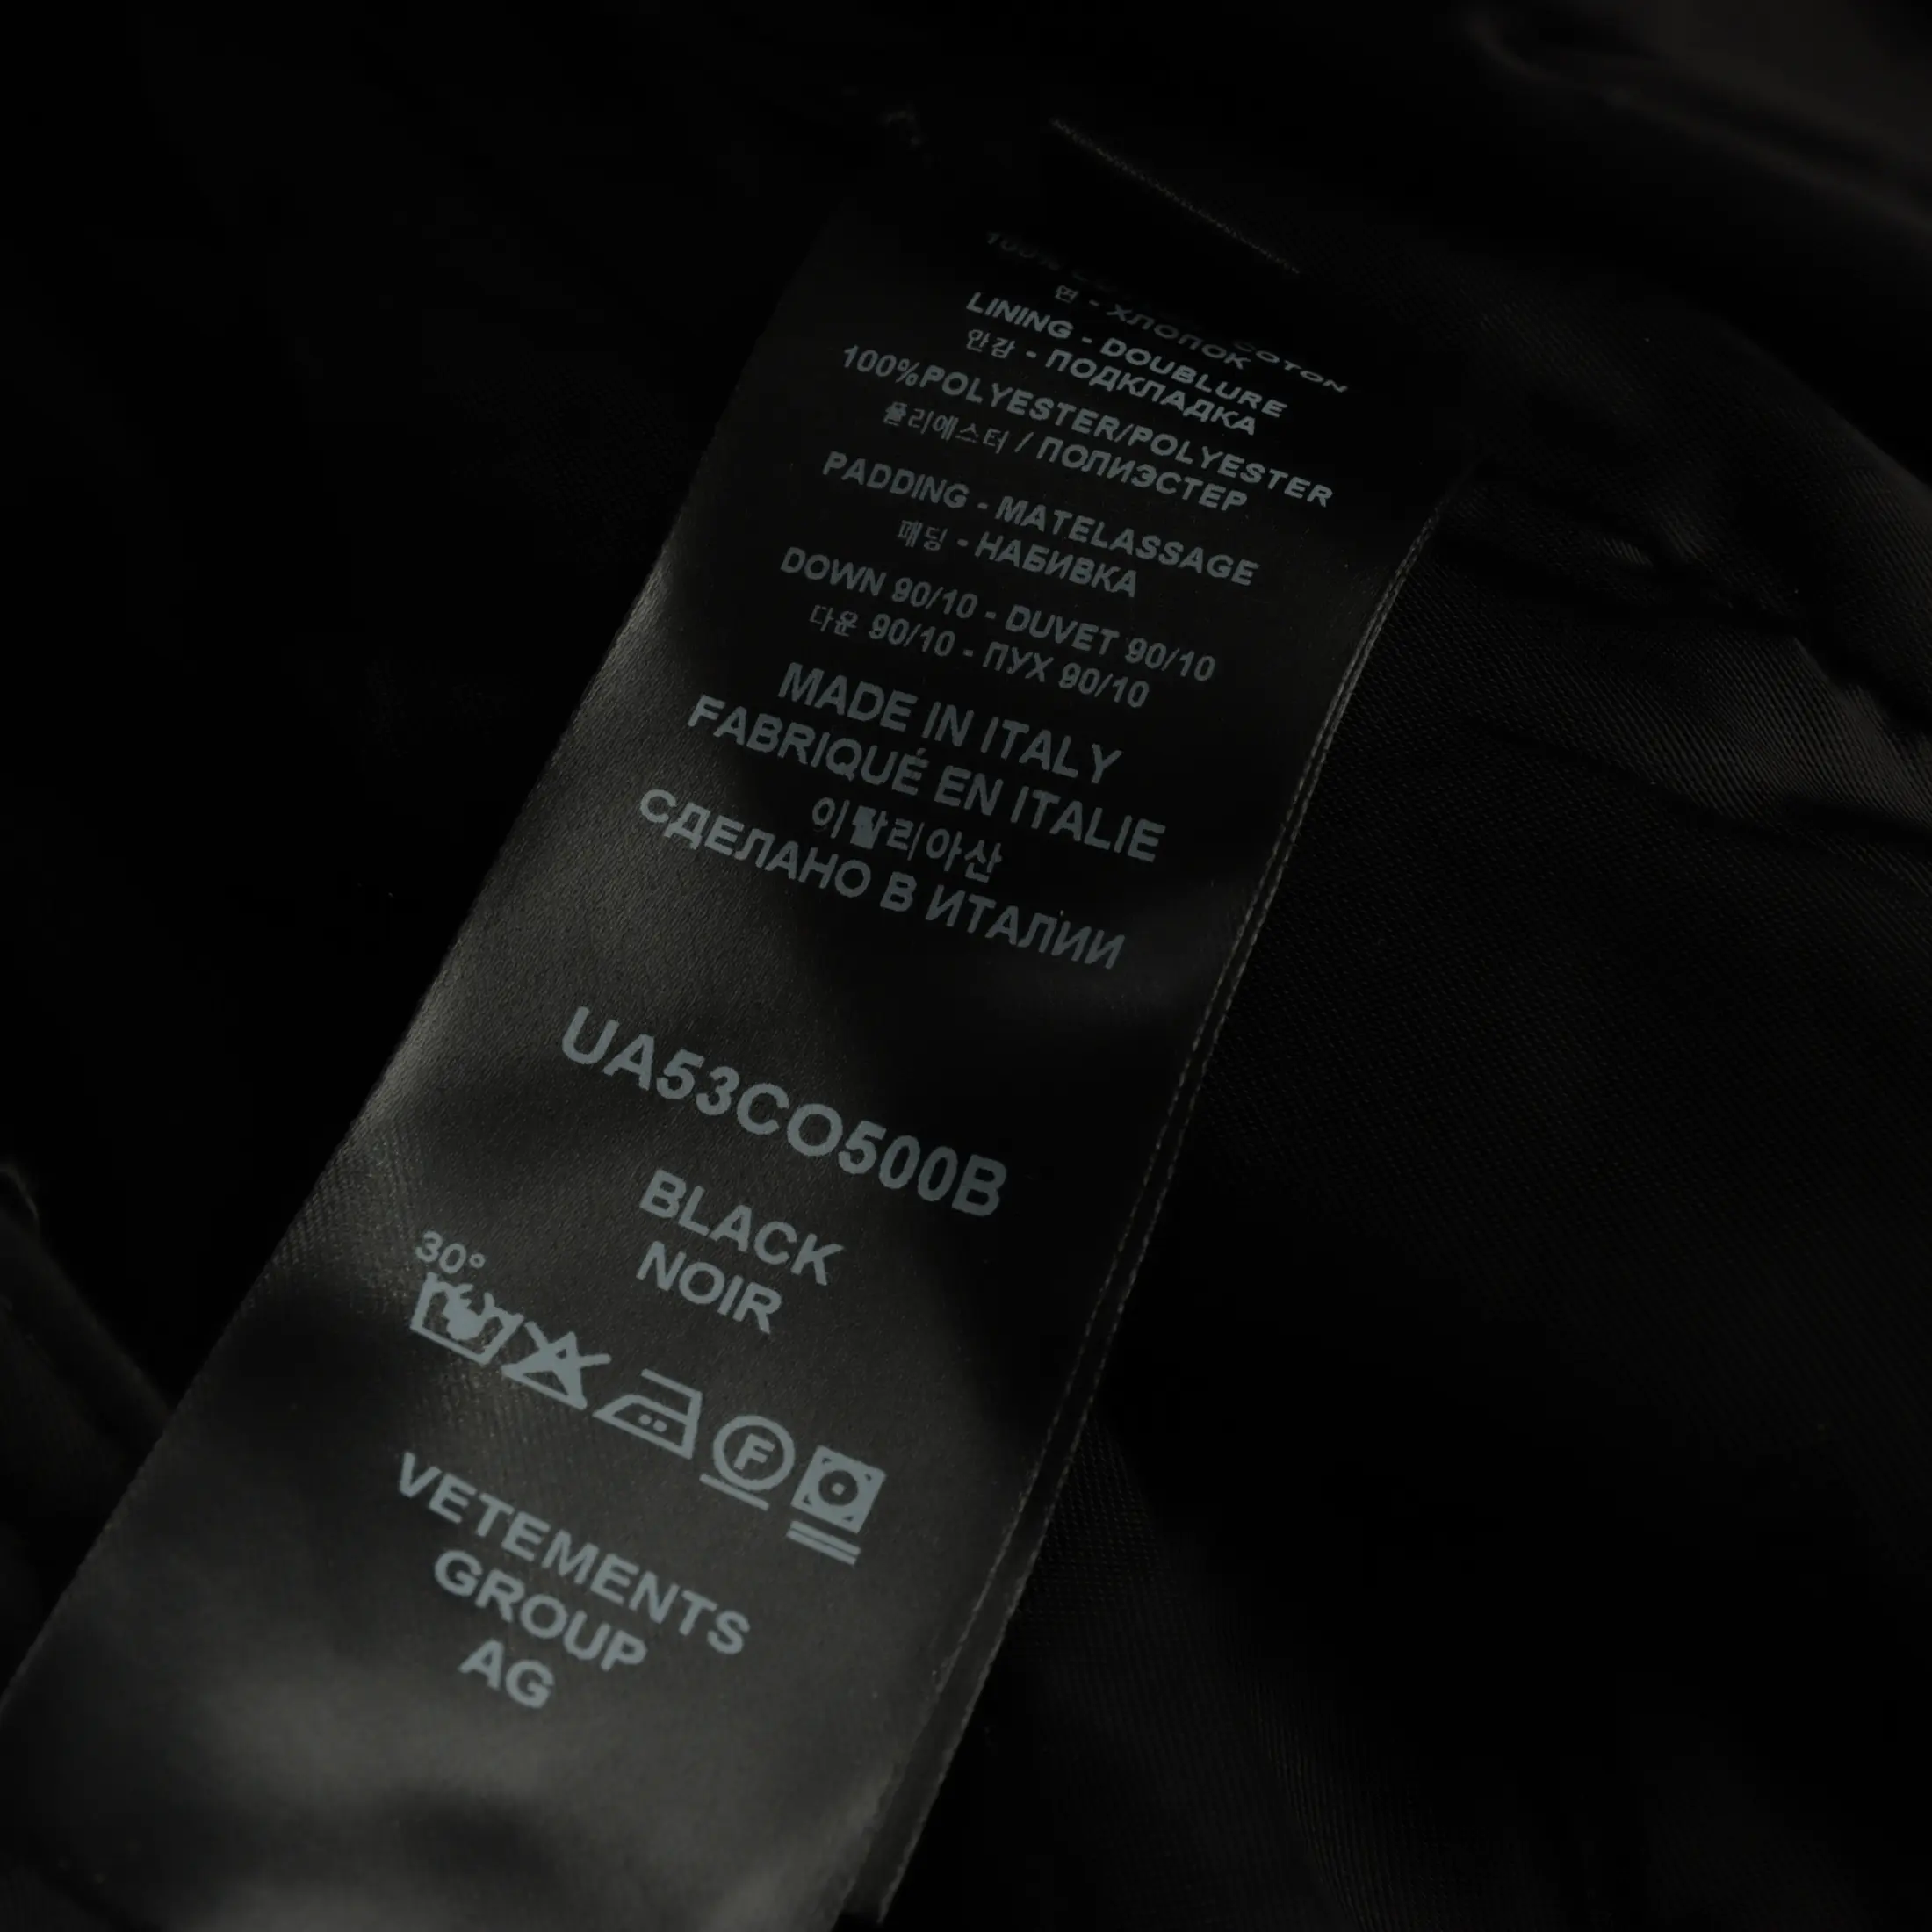 100% COTON
면 - ХЛОПОК
LINING - DOUBLURE
안감 - ПОДКЛАДКА
100%POLYESTER/POLYESTER
폴리에스터 / ПОЛИЭСТЕР
PADDING - MATELASSAGE
패딩 - НАБИВКА
DOWN 90/10 - DUVET 90/10
다운 90/10 - ПУХ 90/10
MADE IN ITALY
FABRIQUÉ EN ITALIE
이탈리아산
СДЕЛАНО В ИТАЛИИ
UA53CO500B
BLACK
NOIR
30°
F
VETEMENTS
GROUP
AG